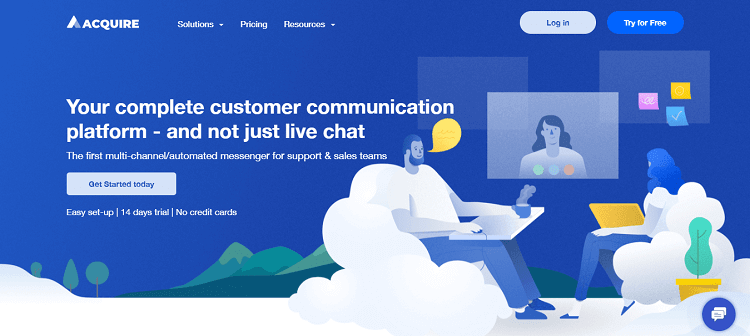 ACQUIRE
Solutions
Pricing
Resources
Log in
Try for Free
Your complete customer communication
platform - and not just live chat
The first multi-channel/automated messenger for support & sales teams
Get Started today
Easy set-up | 14 days trial | No credit cards